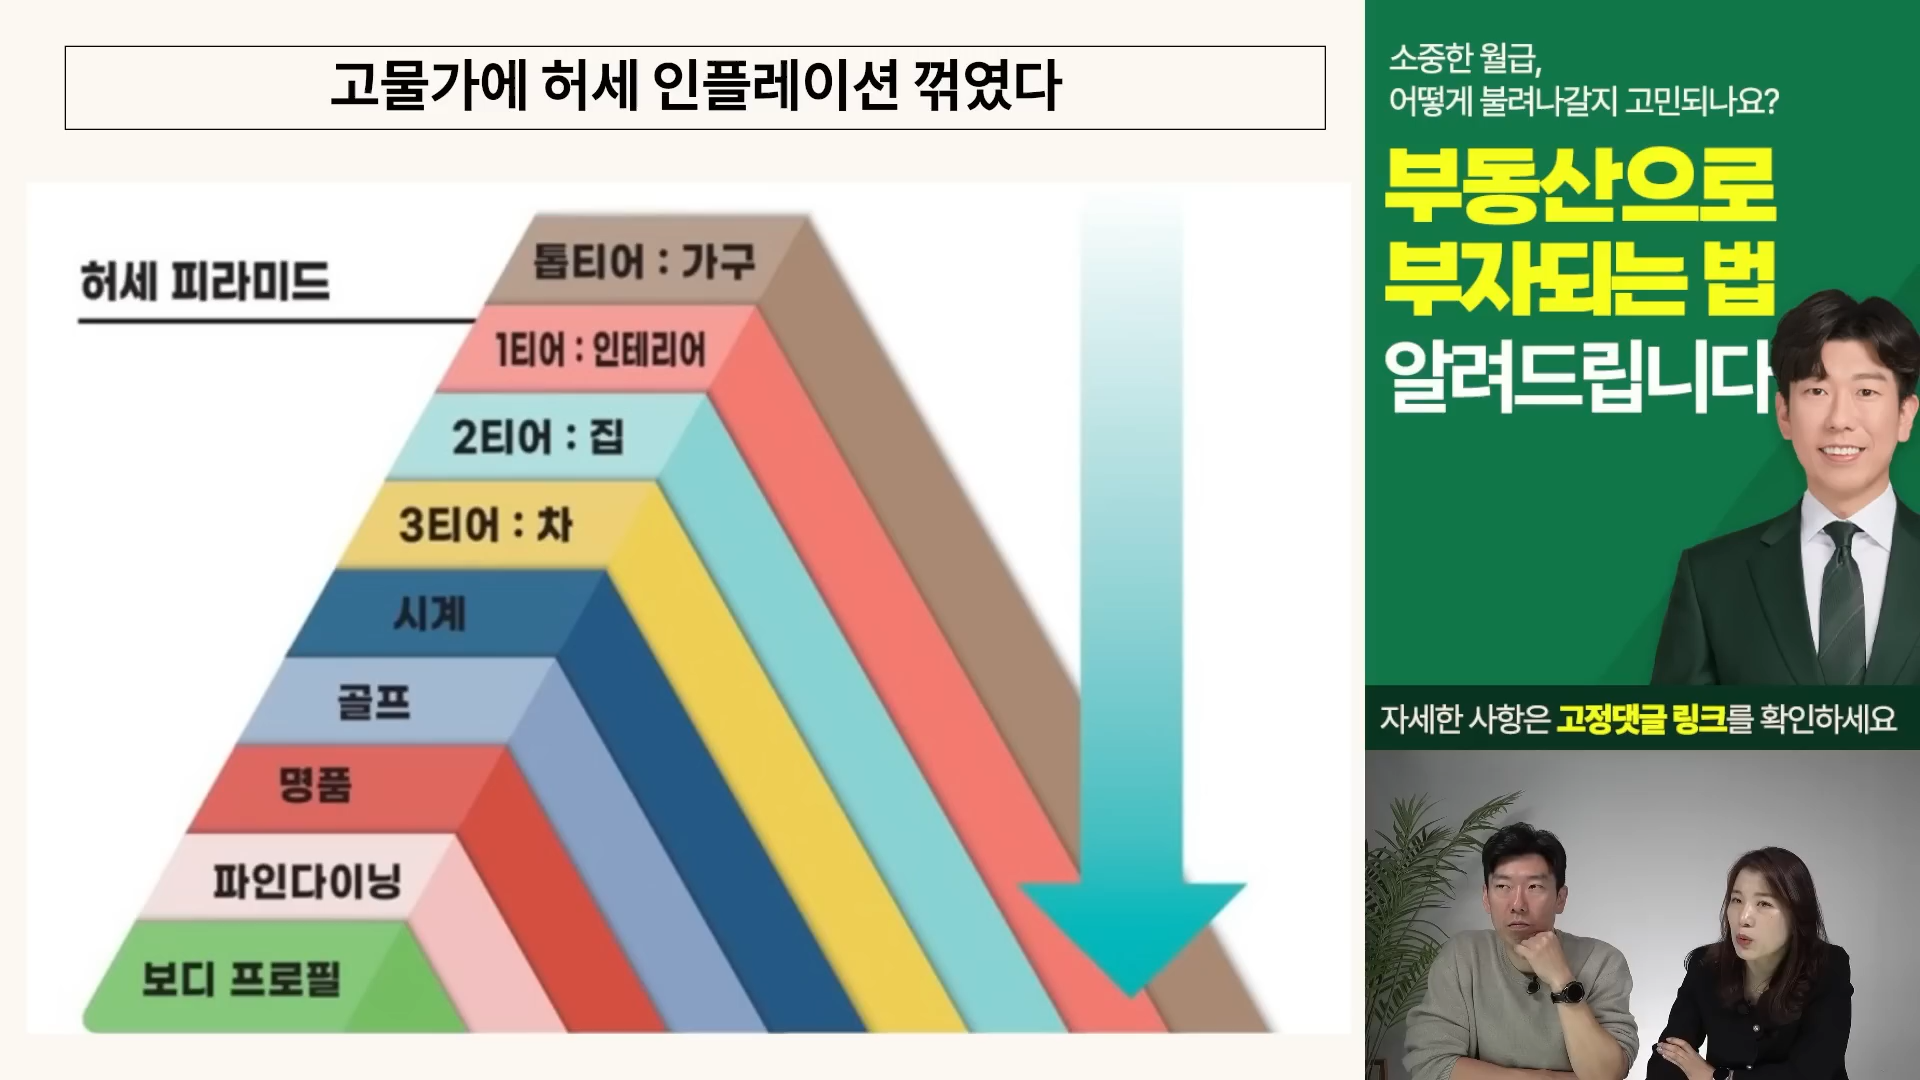 고물가에 허세 인플레이션 꺾였다
허세 피라미드
톱티어 : 가구
1티어 : 인테리어
2티어 : 집
3티어 : 차
시계
골프
명품
파인다이닝
보디 프로필
소중한 월급,
어떻게 불려나갈지 고민되나요?
부동산으로
부자되는 법
알려드립니다
자세한 사항은 고정댓글 링크를 확인하세요